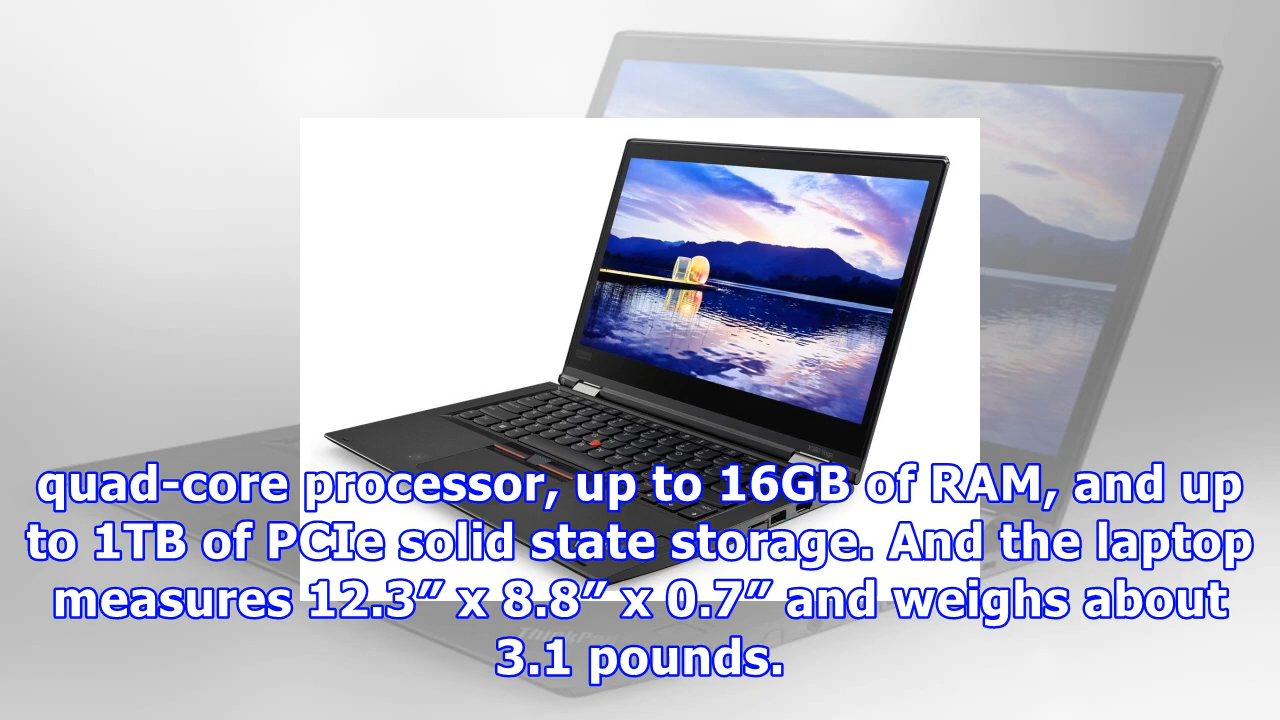 quad-core processor, up to 16GB of RAM, and up
to 1TB of PCIe solid state storage. And the laptop
measures 12.3″ x 8.8″ x 0.7″ and weighs about
3.1 pounds.